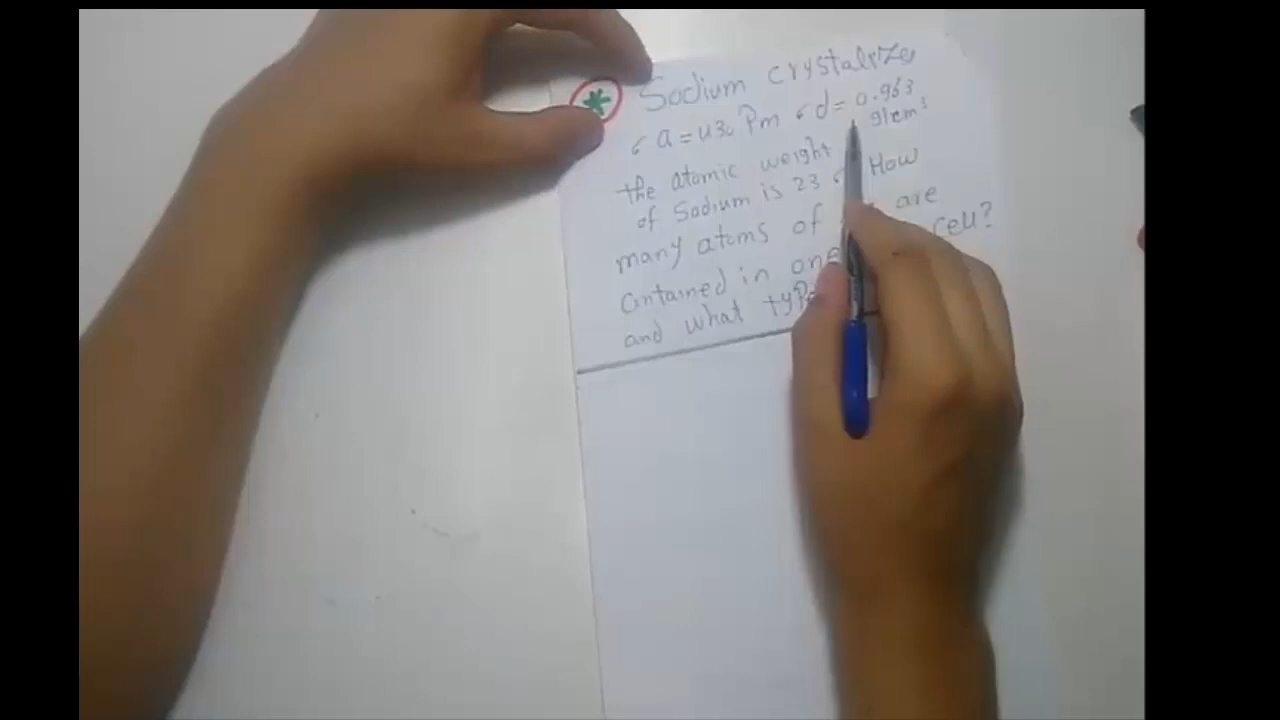 Sodium crystalizes
, a = 430 Pm , d = 0.963
g/cm³
the atomic weight
of Sodium is 23 , How
many atoms of are
contained in one cell?
and what type